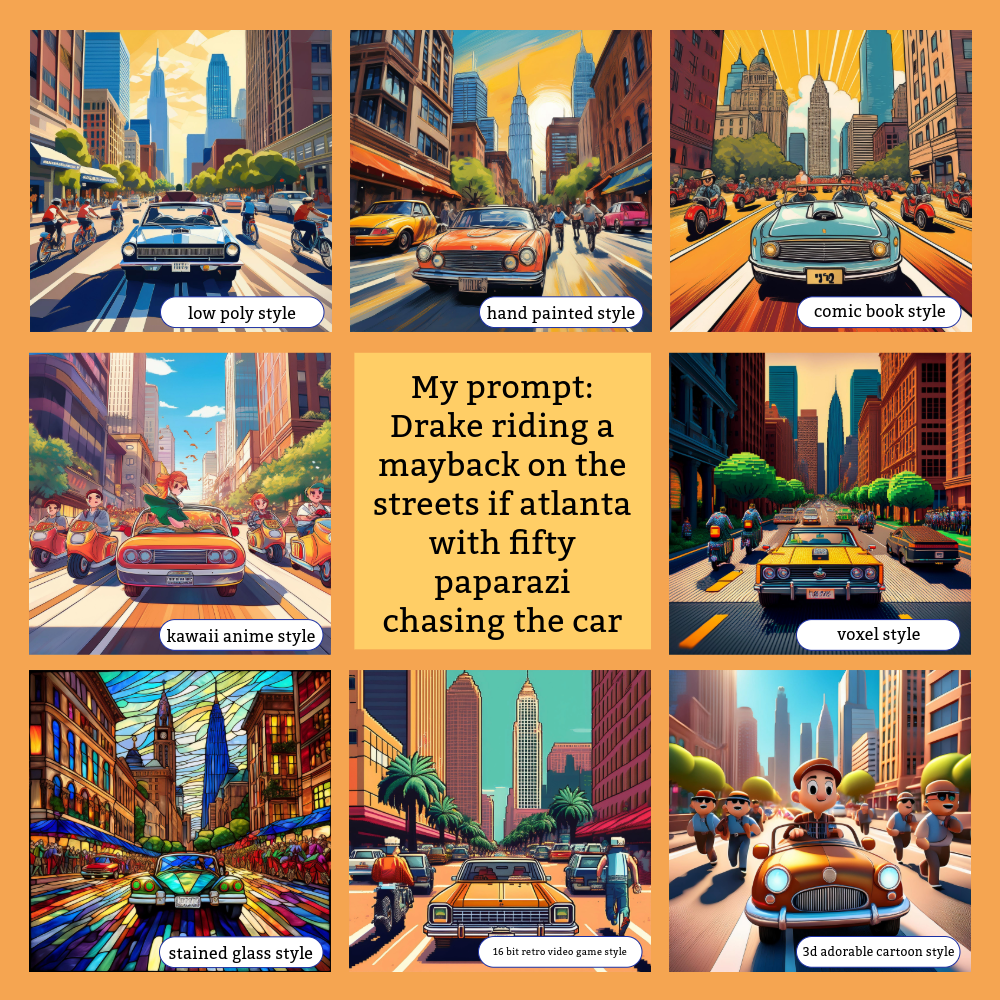 low poly style
hand painted style
comic book style
My prompt:
Drake riding a
mayback on the
streets if atlanta
with fifty
paparazi
chasing the car
kawaii anime style
voxel style
stained glass style
16 bit retro video game style
3d adorable cartoon style